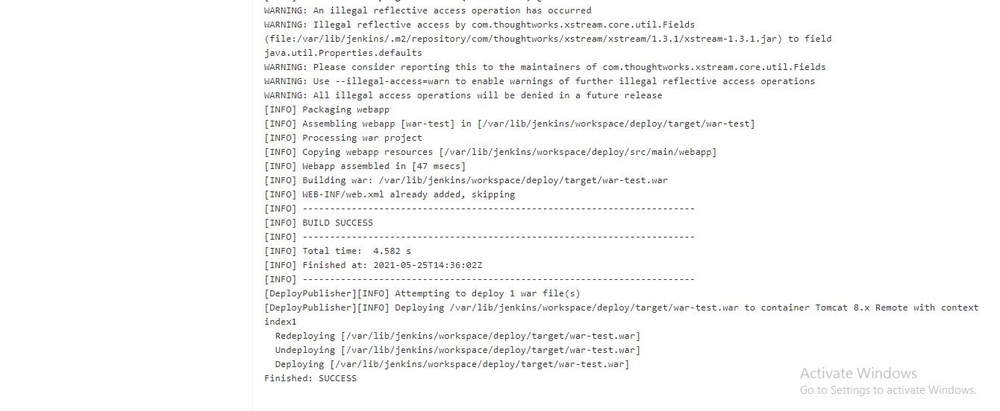 WARNING: An illegal reflective access operation has occurred
WARNING: Illegal reflective access by com.thoughtworks.xstream.core.util.Fields
(file:/var/lib/jenkins/.m2/repository/com/thoughtworks/xstream/xstream/1.3.1/xstream-1.3.1.jar) to field
java.util.Properties.defaults
WARNING: Please consider reporting this to the maintainers of com.thoughtworks.xstream.core.util.Fields
WARNING: Use --illegal-access=warn to enable warnings of further illegal reflective access operations
WARNING: All illegal access operations will be denied in a future release
[INFO] Packaging webapp
[INFO] Assembling webapp [war-test] in [/var/lib/jenkins/workspace/deploy/target/war-test]
[INFO] Processing war project
[INFO] Copying webapp resources [/var/lib/jenkins/workspace/deploy/src/main/webapp]
[INFO] Webapp assembled in [47 msecs]
[INFO] Building war: /var/lib/jenkins/workspace/deploy/target/war-test.war
[INFO] WEB-INF/web.xml already added, skipping
[INFO] ------------------------------------------------------------------------
[INFO] BUILD SUCCESS
[INFO] ------------------------------------------------------------------------
[INFO] Total time:  4.582 s
[INFO] Finished at: 2021-05-25T14:36:02Z
[INFO] ------------------------------------------------------------------------
[DeployPublisher][INFO] Attempting to deploy 1 war file(s)
[DeployPublisher][INFO] Deploying /var/lib/jenkins/workspace/deploy/target/war-test.war to container Tomcat 8.x Remote with context
index1
  Redeploying [/var/lib/jenkins/workspace/deploy/target/war-test.war]
  Undeploying [/var/lib/jenkins/workspace/deploy/target/war-test.war]
  Deploying [/var/lib/jenkins/workspace/deploy/target/war-test.war]
Finished: SUCCESS
Activate Windows
Go to Settings to activate Windows.